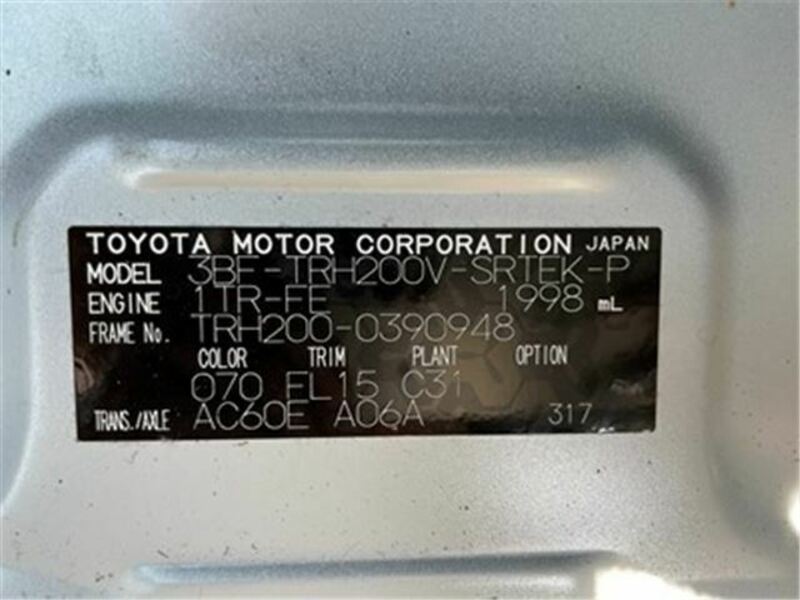 TOYOTA MOTOR CORPORATION JAPAN
MODEL 3BF-TRH200V-SRTEK-P
ENGINE 1TR-FE 1998 mL
FRAME No. TRH200-0390948
COLOR TRIM PLANT OPTION
070 FL15 C31
TRANS./AXLE AC60E A06A 317